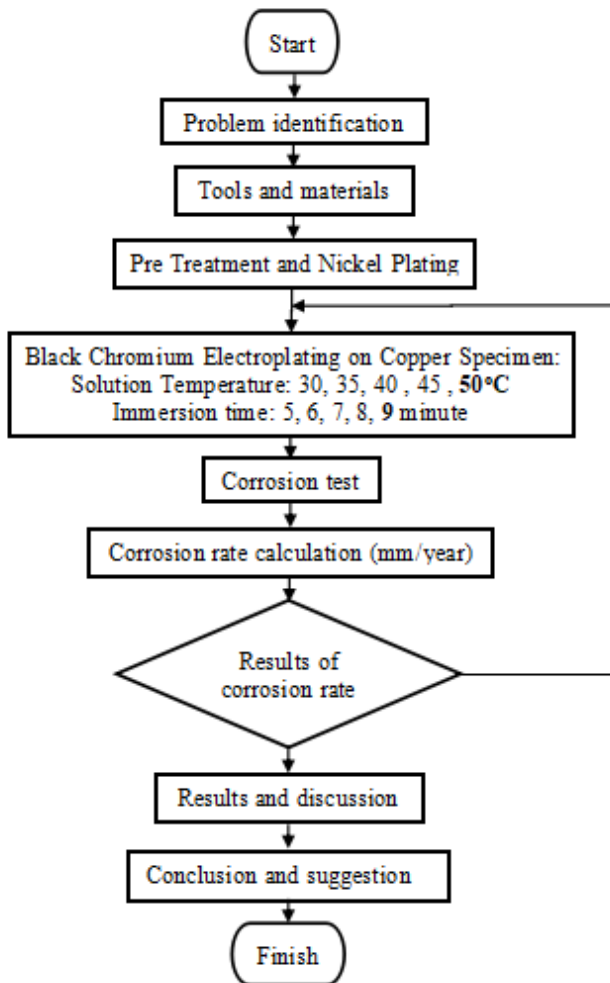 Start
Problem identification
Tools and materials
Pre Treatment and Nickel Plating
Black Chromium Electroplating on Copper Specimen:
Solution Temperature: 30, 35, 40 , 45 , 50°C
Immersion time: 5, 6, 7, 8, 9 minute
Corrosion test
Corrosion rate calculation (mm/year)
Results of
corrosion rate
Results and discussion
Conclusion and suggestion
Finish